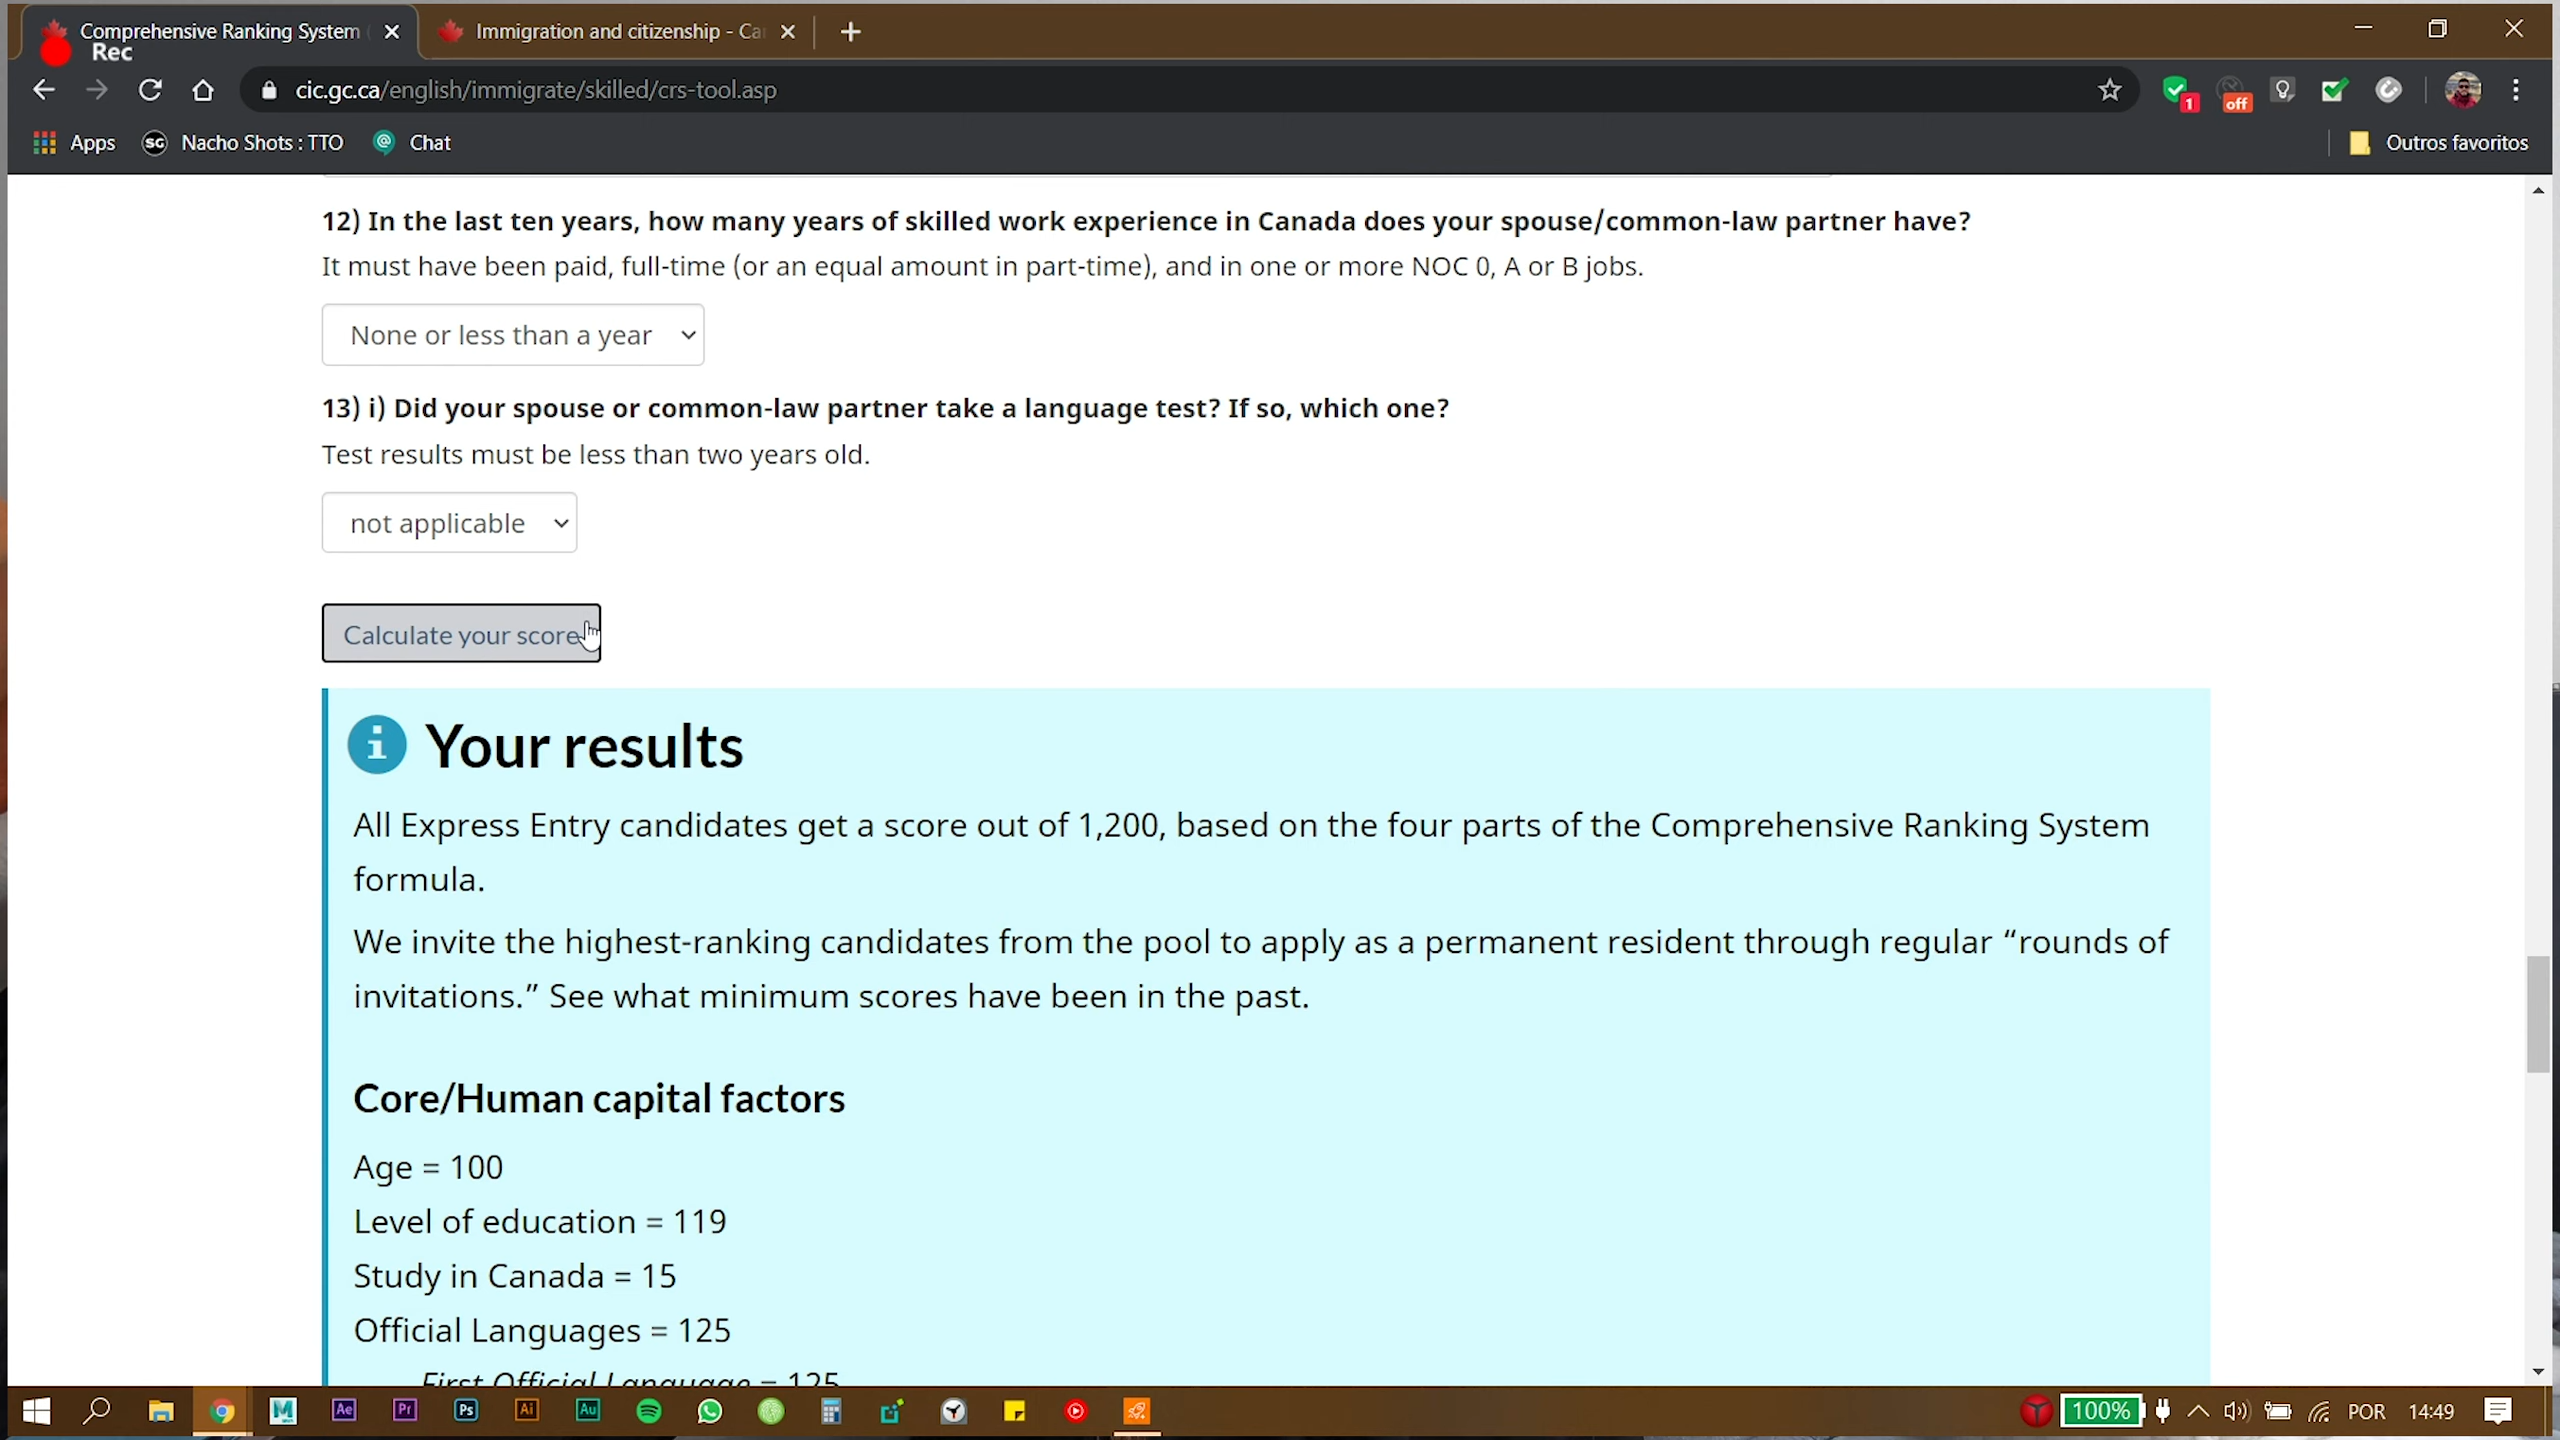 Comprehensive Ranking System (
Immigration and citizenship - Ca
Rec
cic.gc.ca/english/immigrate/skilled/crs-tool.asp
1
off
Apps
SG
Nacho Shots : TTO
Chat
Outros favoritos
12) In the last ten years, how many years of skilled work experience in Canada does your spouse/common-law partner have?
It must have been paid, full-time (or an equal amount in part-time), and in one or more NOC 0, A or B jobs.
None or less than a year
13) i) Did your spouse or common-law partner take a language test? If so, which one?
Test results must be less than two years old.
not applicable
Calculate your score
Your results
All Express Entry candidates get a score out of 1,200, based on the four parts of the Comprehensive Ranking System
formula.
We invite the highest-ranking candidates from the pool to apply as a permanent resident through regular “rounds of
invitations.” See what minimum scores have been in the past.
Core/Human capital factors
Age = 100
Level of education = 119
Study in Canada = 15
Official Languages = 125
First Official Language = 125
M
Ae
Pr
Ps
Ai
Au
100%
POR
14:49